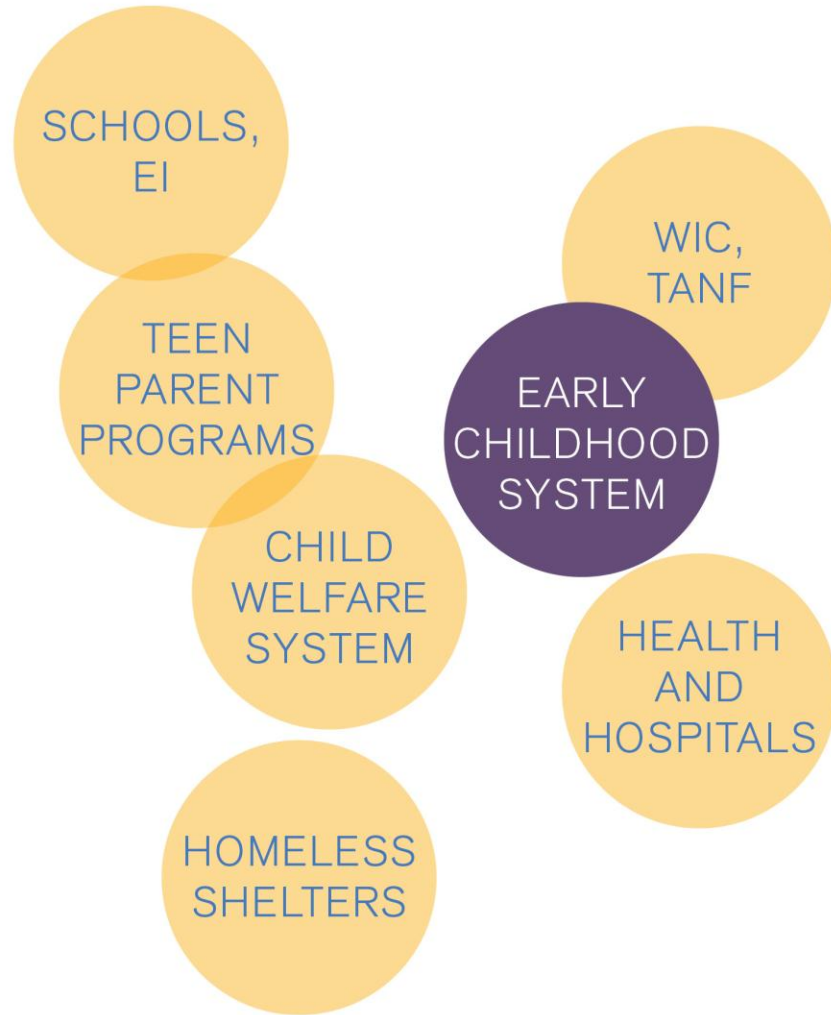 SCHOOLS,
EI
WIC,
TANF
TEEN
PARENT
PROGRAMS
EARLY
CHILDHOOD
SYSTEM
CHILD
WELFARE
SYSTEM
HEALTH
AND
HOSPITALS
HOMELESS
SHELTERS